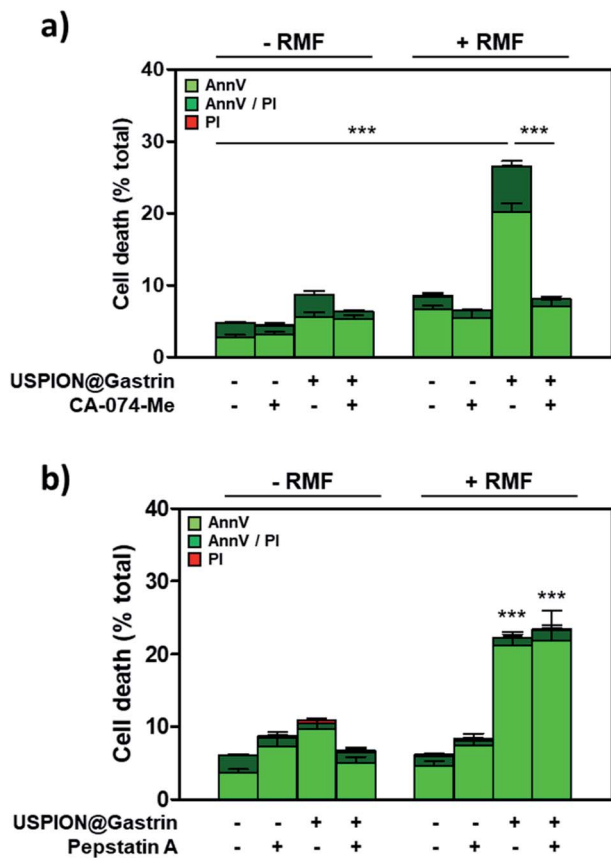 a)
- RMF + RMF
40
AnnV
AnnV / PI
PI
30
*** ***
20
10
0
Cell death (% total)
USPION@Gastrin - - + + - - + +
CA-074-Me - + - + - + - +
b)
- RMF + RMF
40
AnnV
AnnV / PI
PI
30
*** ***
20
10
0
Cell death (% total)
USPION@Gastrin - - + + - - + +
Pepstatin A - + - + - + - +